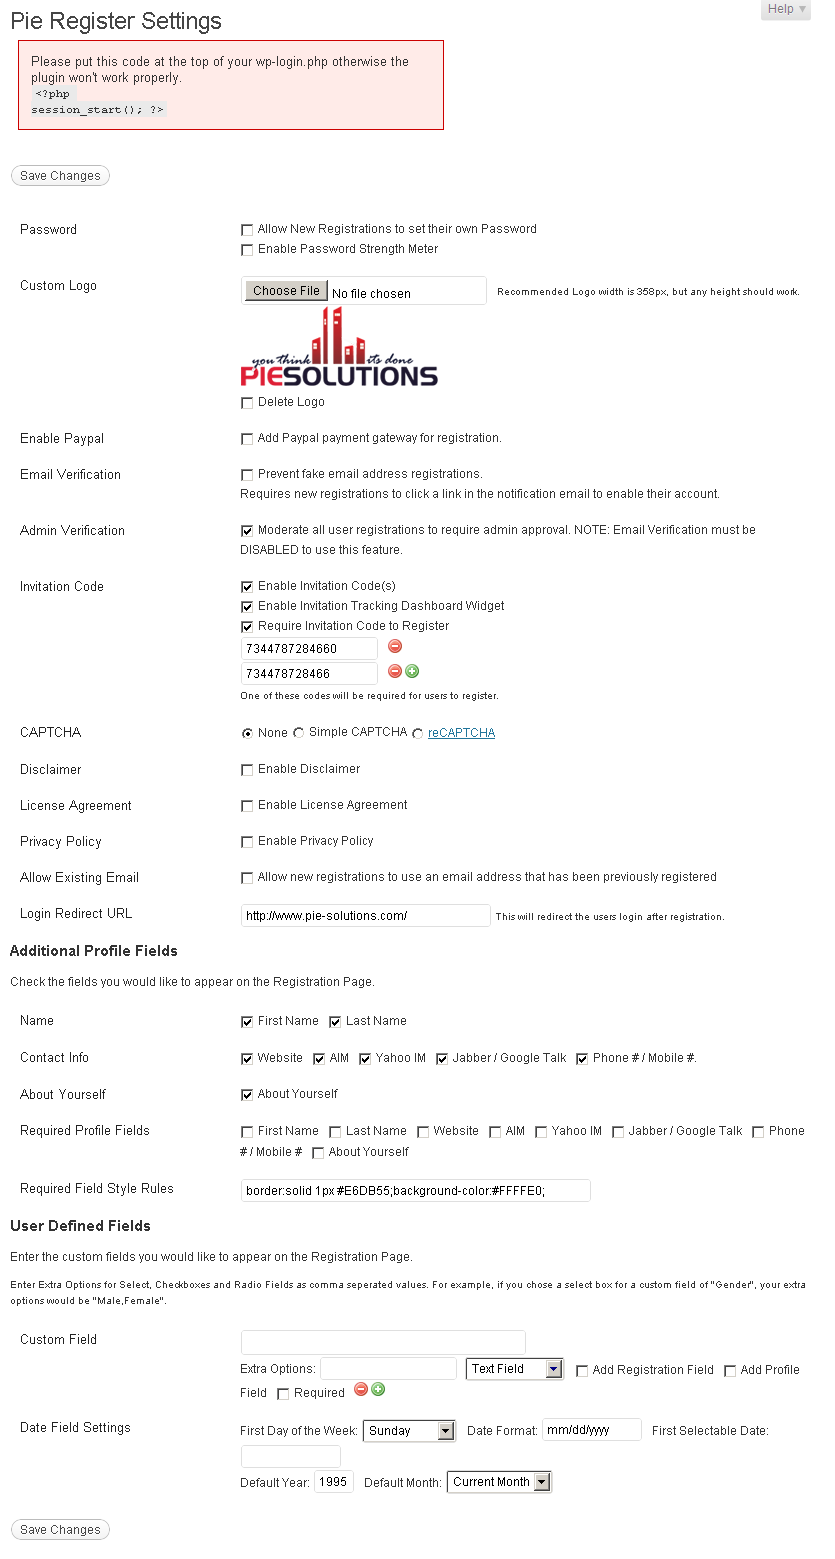 Help
Pie Register Settings
Please put this code at the top of your wp-login.php otherwise the
plugin won't work properly.
<?php
session_start(); ?>
Save Changes
Password
Allow New Registrations to set their own Password
Enable Password Strength Meter
Custom Logo
Choose File No file chosen
Recommended Logo width is 358px, but any height should work.
you think its done
PIESOLUTIONS
Delete Logo
Enable Paypal
Add Paypal payment gateway for registration.
Email Verification
Prevent fake email address registrations.
Requires new registrations to click a link in the notification email to enable their account.
Admin Verification
Moderate all user registrations to require admin approval. NOTE: Email Verification must be
DISABLED to use this feature.
Invitation Code
Enable Invitation Code(s)
Enable Invitation Tracking Dashboard Widget
Require Invitation Code to Register
7344787284660
734478728466
One of these codes will be required for users to register.
CAPTCHA
None Simple CAPTCHA reCAPTCHA
Disclaimer
Enable Disclaimer
License Agreement
Enable License Agreement
Privacy Policy
Enable Privacy Policy
Allow Existing Email
Allow new registrations to use an email address that has been previously registered
Login Redirect URL
http://www.pie-solutions.com/ This will redirect the users login after registration.
Additional Profile Fields
Check the fields you would like to appear on the Registration Page.
Name
First Name Last Name
Contact Info
Website AIM Yahoo IM Jabber / Google Talk Phone # / Mobile #.
About Yourself
About Yourself
Required Profile Fields
First Name Last Name Website AIM Yahoo IM Jabber / Google Talk Phone
# / Mobile # About Yourself
Required Field Style Rules
border:solid 1px #E6DB55;background-color:#FFFFE0;
User Defined Fields
Enter the custom fields you would like to appear on the Registration Page.
Enter Extra Options for Select, Checkboxes and Radio Fields as comma seperated values. For example, if you chose a select box for a custom field of "Gender", your extra
options would be "Male,Female".
Custom Field
Extra Options: Text Field Add Registration Field Add Profile
Field Required
Date Field Settings
First Day of the Week: Sunday Date Format: mm/dd/yyyy First Selectable Date:
Default Year: 1995 Default Month: Current Month
Save Changes